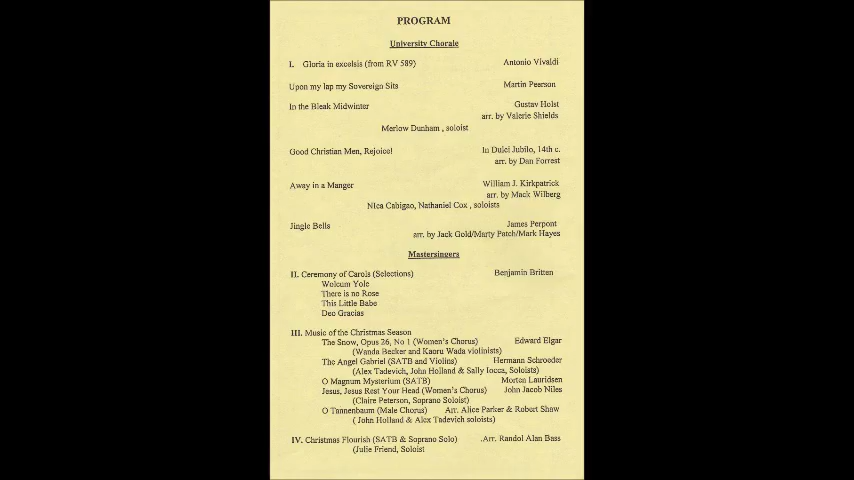 PROGRAM
University Chorale
I. Gloria in excelsis (from RV 589) Antonio Vivaldi
Upon my lap my Sovereign Sits Martin Pearson
In the Bleak Midwinter Gustav Holst
arr. by Valerie Shields
Merlow Dunham , soloist
Good Christian Men, Rejoice! In Dulci Jubilo, 14th c.
arr. by Dan Forrest
Away in a Manger William J. Kirkpatrick
arr. by Mack Wilberg
Nica Cabigao, Nathaniel Cox , soloists
Jingle Bells James Perpont
arr. by Jack Gold/Marty Patch/Mark Hayes
Mastersingers
II. Ceremony of Carols (Selections) Benjamin Britten
Wolcum Yole
There is no Rose
This Little Babe
Deo Gracias
III. Music of the Christmas Season
The Snow, Opus 26, No 1 (Women's Chorus) Edward Elgar
(Wanda Becker and Kaoru Wada violinists)
The Angel Gabriel (SATB and Violins) Hermann Schroeder
(Alex Tadevich, John Holland & Sally Iocca, Soloists)
O Magnum Mysterium (SATB) Morten Lauridsen
Jesus, Jesus Rest Your Head (Women's Chorus) John Jacob Niles
(Claire Peterson, Soprano Soloist)
O Tannenbaum (Male Chorus) Arr. Alice Parker & Robert Shaw
( John Holland & Alex Tadevich soloists)
IV. Christmas Flourish (SATB & Soprano Solo) .Arr. Randol Alan Bass
(Julie Friend, Soloist